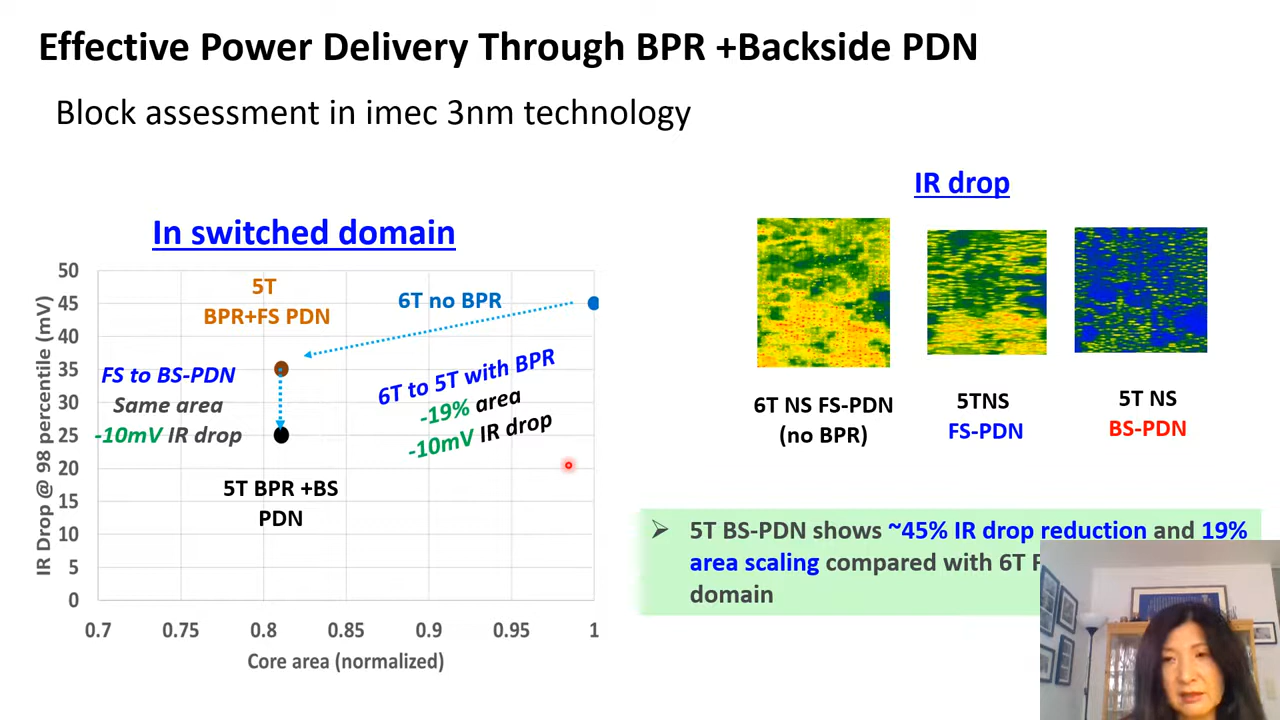 Effective Power Delivery Through BPR +Backside PDN
Block assessment in imec 3nm technology
In switched domain
IR Drop @ 98 percentile (mV)
50
45
40
35
30
25
20
15
10
5
0
0.7
0.75
0.8
0.85
0.9
0.95
1
Core area (normalized)
5T
BPR+FS PDN
6T no BPR
FS to BS-PDN
Same area
-10mV IR drop
6T to 5T with BPR
-19% area
-10mV IR drop
5T BPR +BS
PDN
IR drop
6T NS FS-PDN
(no BPR)
5TNS
FS-PDN
5T NS
BS-PDN
➢ 5T BS-PDN shows ~45% IR drop reduction and 19%
area scaling compared with 6T
domain